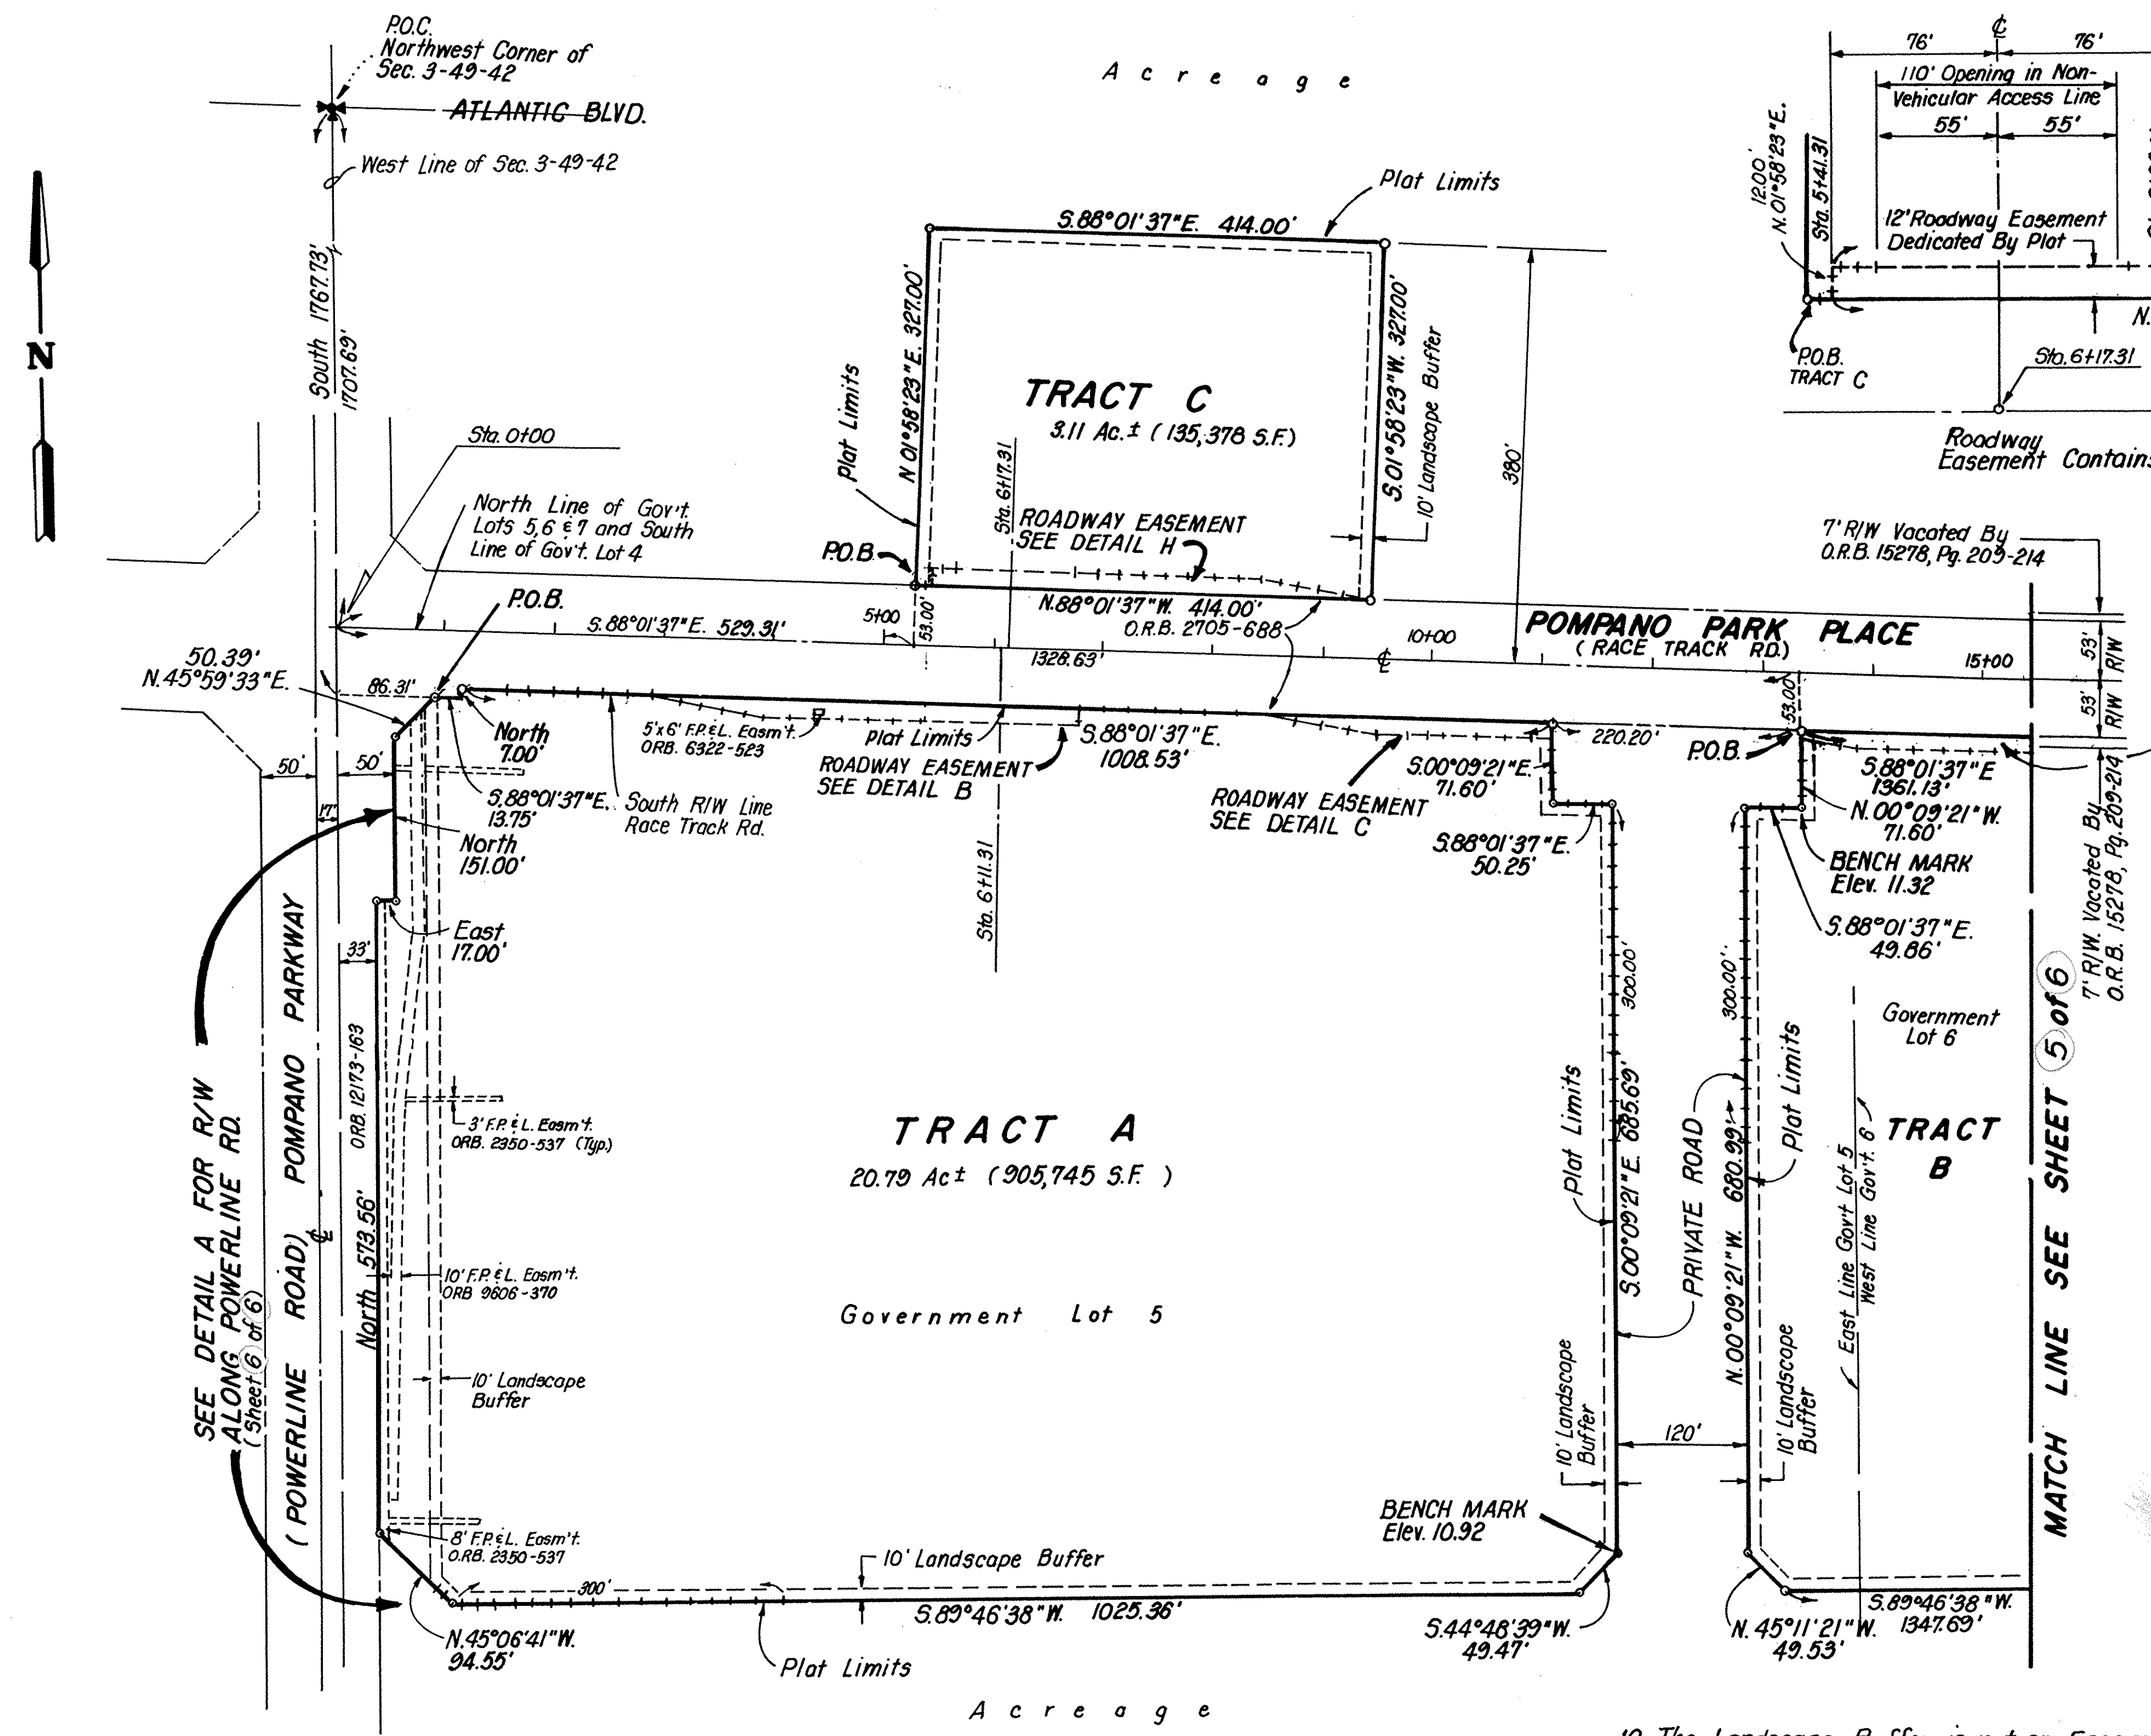 P.O.C.
Northwest Corner of
Sec. 3-49-42
ATLANTIC BLVD.
West Line of Sec. 3-49-42
Acreage
Plat Limits
S.88°01'37"E. 414.00'
N 01°58'23"E. 327.00'
S.01°58'23"W. 327.00'
Plat Limits
10' Landscape Buffer
380'
TRACT C
3.11 Ac.± (135,378 S.F.)
Sta. 6+17.31
ROADWAY EASEMENT
SEE DETAIL H
P.O.B.
N.88°01'37"W. 414.00'
O.R.B. 2705-688
53.00'
5+00
1328.63'
10+00
℄
POMPANO PARK PLACE
(RACE TRACK RD.)
15+00
53' R/W
53' R/W
℄
76' 76'
110' Opening in Non-
Vehicular Access Line
55' 55'
12.00'
N.01°58'23"E.
Sta. 5+41.31
12' Roadway Easement
Dedicated By Plat
N.
P.O.B.
TRACT C
Sta. 6+17.31
Roadway
Easement Contains
7' R/W Vacated By
O.R.B. 15278, Pg. 209-214
N
South 1767.73'
1707.69'
Sta. 0+00
North Line of Gov't.
Lots 5,6 & 7 and South
Line of Gov't. Lot 4
P.O.B.
S.88°01'37"E. 529.31'
50.39'
N.45°59'33"E.
86.31'
North
7.00'
5'x6' F.P.& L. Easm't.
ORB. 6322-523
Plat Limits
S.88°01'37"E.
1008.53'
ROADWAY EASEMENT
SEE DETAIL B
50' 50'
17'
S.88°01'37"E.
13.75'
South R/W Line
Race Track Rd.
North
151.00'
East
17.00'
33'
ROADWAY EASEMENT
SEE DETAIL C
S.00°09'21"E.
71.60'
S.88°01'37"E.
50.25'
220.20'
53.00'
P.O.B.
S.88°01'37"E
1361.13'
N.00°09'21"W.
71.60'
BENCH MARK
Elev. 11.32
S.88°01'37"E.
49.86'
7' R/W. Vacated By
O.R.B. 15278, Pg. 209-214
Sta. 6+11.31
300.00'
300.00'
Government
Lot 6
ORB. 12173-163
3' F.P. & L. Easm't.
ORB. 2350-537 (Typ.)
TRACT A
20.79 Ac± (905,745 S.F.)
Government Lot 5
North 573.56'
10' F.P. & L. Easm't.
ORB 9606-370
10' Landscape
Buffer
SEE DETAIL A FOR R/W
ALONG POWERLINE RD.
(Sheet 6 of 6)
(POWERLINE ROAD) POMPANO PARKWAY
℄
Plat Limits
S.00°09'21"E. 685.69'
PRIVATE ROAD
N.00°09'21"W. 680.99'
Plat Limits
East Line Gov't Lot 5
West Line Gov't. 6
TRACT
B
MATCH LINE SEE SHEET 5 of 6
10' Landscape
Buffer
120'
10' Landscape
Buffer
BENCH MARK
Elev. 10.92
8' F.P. & L. Easm't.
O.R.B. 2350-537
10' Landscape Buffer
300'
S.89°46'38"W. 1025.36'
N.45°06'41"W.
94.55'
Plat Limits
S.44°48'39"W.
49.47'
N.45°11'21"W.
49.53'
S.89°46'38"W.
1347.69'
Acreage